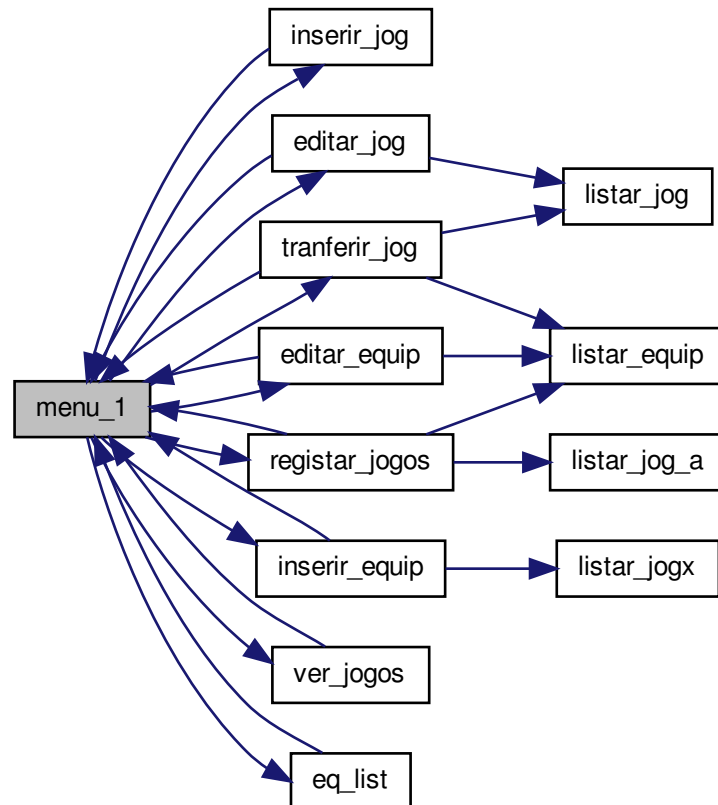 inserir_jog
editar_jog
listar_jog
tranferir_jog
editar_equip
listar_equip
menu_1
registar_jogos
listar_jog_a
inserir_equip
listar_jogx
ver_jogos
eq_list